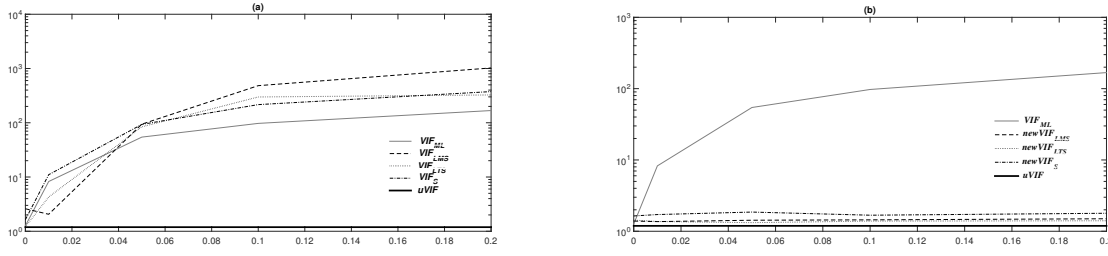 (a)
10^4
10^3
10^2
10^1
10^0
0 0.02 0.04 0.06 0.08 0.1 0.12 0.14 0.16 0.18 0.2
VIF_ML
VIF_LMS
VIF_LTS
VIF_S
uVIF
(b)
10^3
10^2
10^1
10^0
0 0.02 0.04 0.06 0.08 0.1 0.12 0.14 0.16 0.18 0.2
VIF_ML
newVIF_LMS
newVIF_LTS
newVIF_S
uVIF